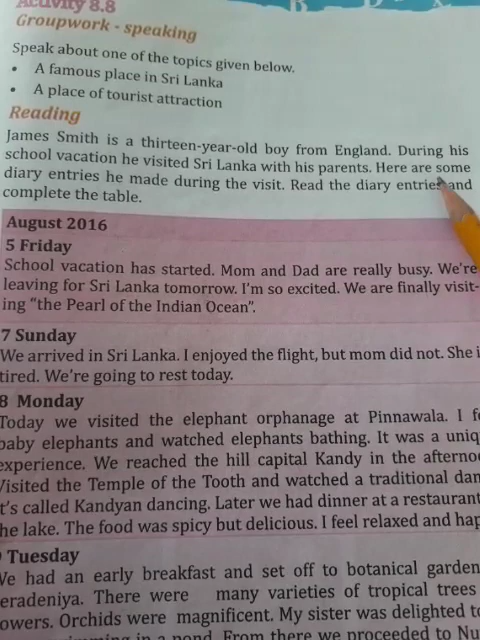 Activity 8.8
Groupwork - speaking
Speak about one of the topics given below.
• A famous place in Sri Lanka
• A place of tourist attraction
Reading
James Smith is a thirteen-year-old boy from England. During his
school vacation he visited Sri Lanka with his parents. Here are some
diary entries he made during the visit. Read the diary entries and
complete the table.
August 2016
5 Friday
School vacation has started. Mom and Dad are really busy. We're
leaving for Sri Lanka tomorrow. I'm so excited. We are finally visit-
ing “the Pearl of the Indian Ocean”.
7 Sunday
We arrived in Sri Lanka. I enjoyed the flight, but mom did not. She
tired. We're going to rest today.
8 Monday
Today we visited the elephant orphanage at Pinnawala. I
baby elephants and watched elephants bathing. It was a
experience. We reached the hill capital Kandy in the
Visited the Temple of the Tooth and watched a traditional
It's called Kandyan dancing. Later we had dinner at a restaurant
the lake. The food was spicy but delicious. I feel relaxed and
Tuesday
We had an early breakfast and set off to botanical
There were many varieties of tropical trees
Orchids were magnificent. My sister was delighted
in a pond. From there we proceeded to